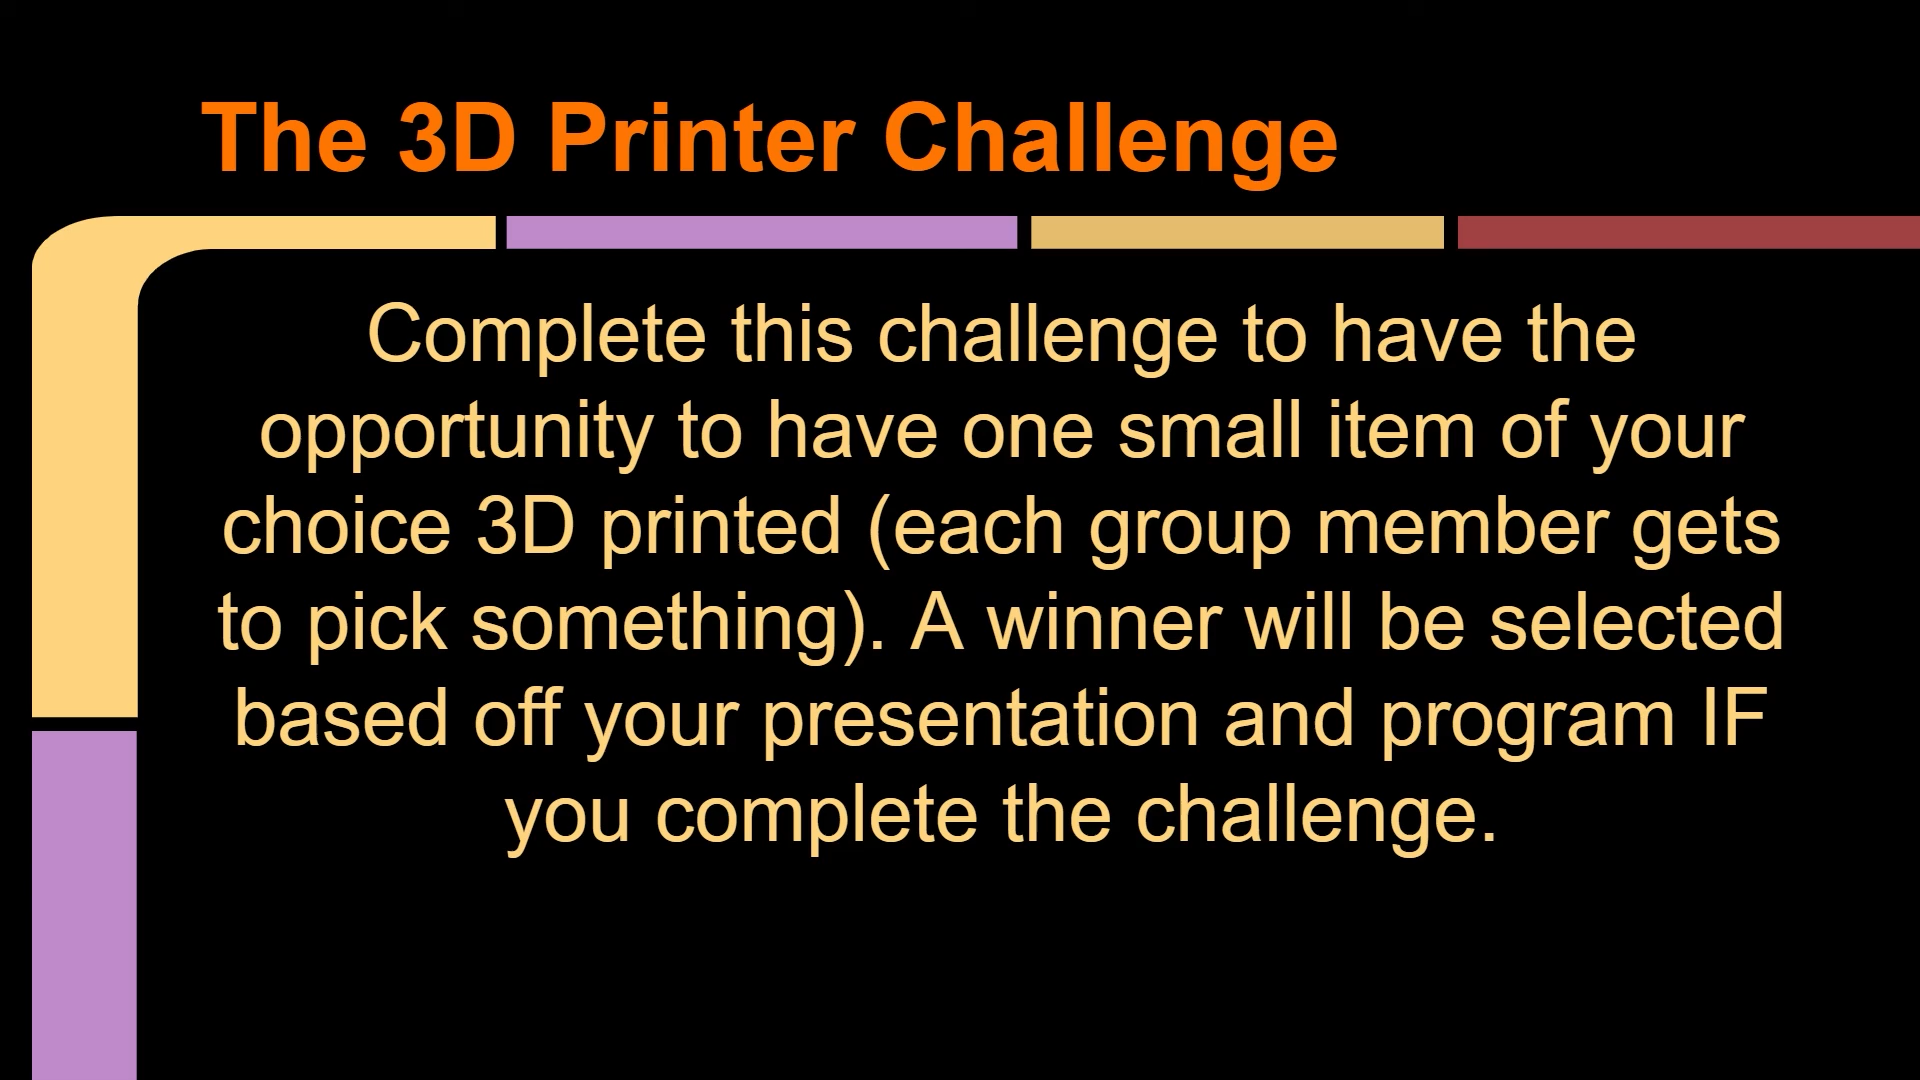 The 3D Printer Challenge
Complete this challenge to have the
opportunity to have one small item of your
choice 3D printed (each group member gets
to pick something). A winner will be selected
based off your presentation and program IF
you complete the challenge.